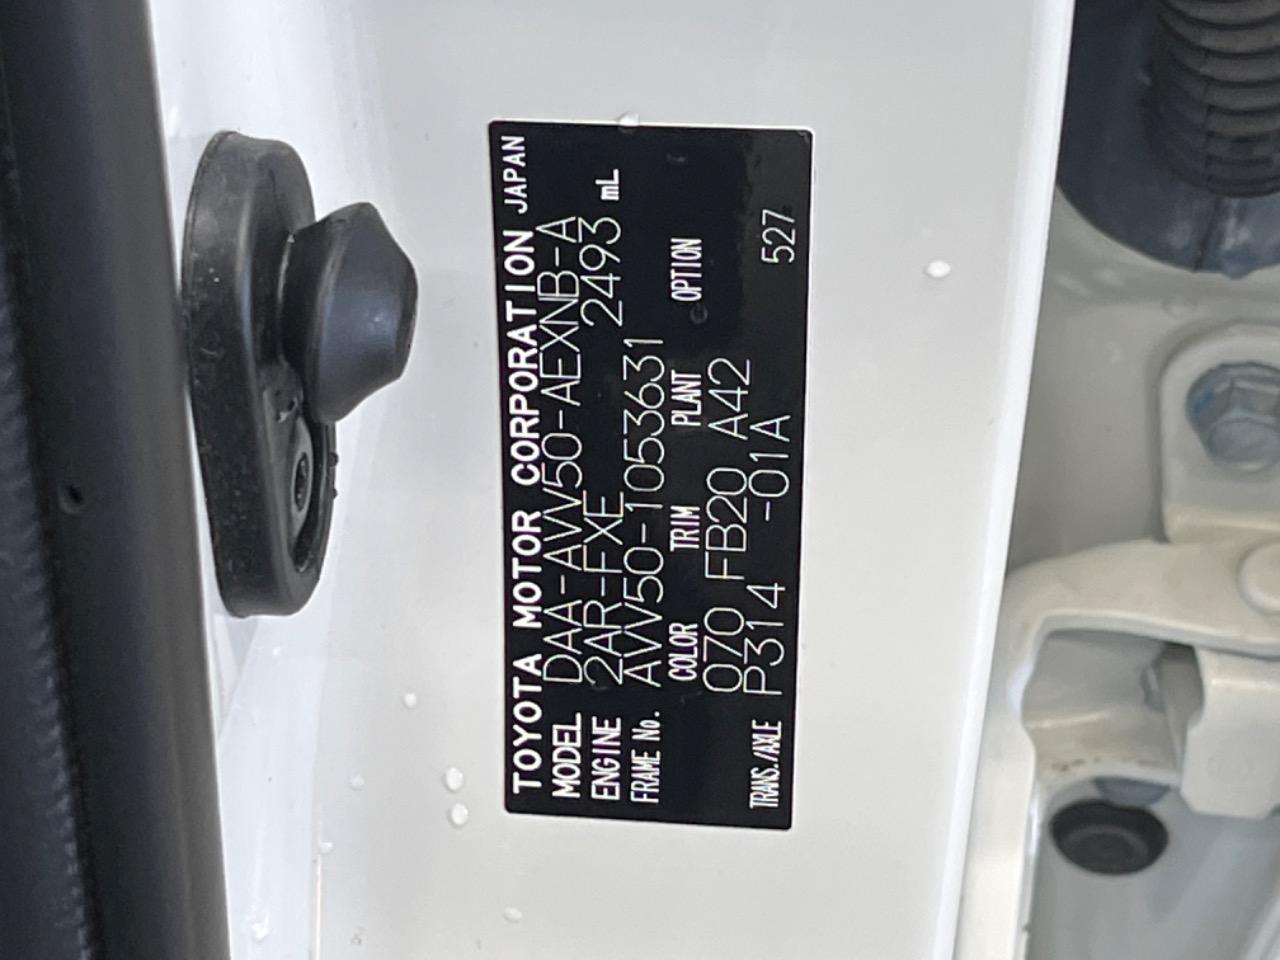 TOYOTA MOTOR CORPORATION JAPAN
MODEL DAA-AVV50-AEXNB-A
ENGINE 2AR-FXE 2493 mL
FRAME No. AVV50-1053631
COLOR TRIM PLANT OPTION
070 FB20 A42
TRANS./AXLE P314 -01A 527